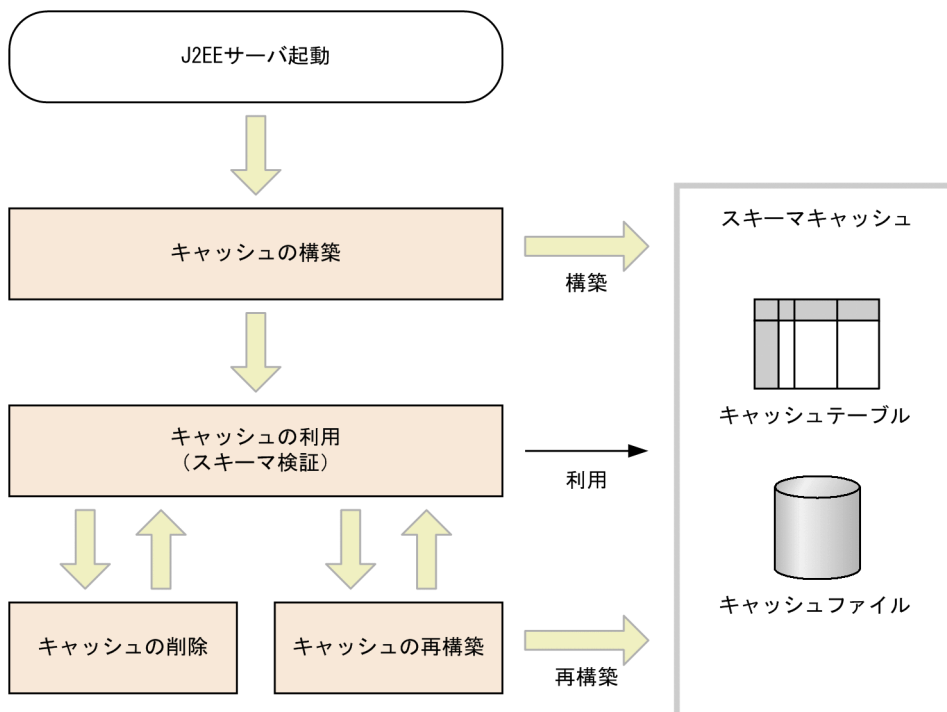 J2EEサーバ起動
キャッシュの構築
構築
キャッシュの利用
(スキーマ検証)
利用
キャッシュの削除
キャッシュの再構築
再構築
スキーマキャッシュ
キャッシュテーブル
キャッシュファイル